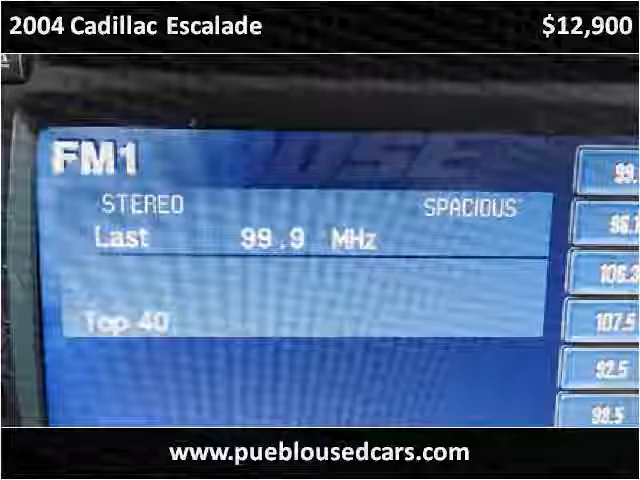 2004 Cadillac Escalade $12,900
FM1 BOSE
STEREO SPACIOUS
Last 99.9 MHz
Top 40
106.3
107.5
92.5
98.5
www.pueblousedcars.com